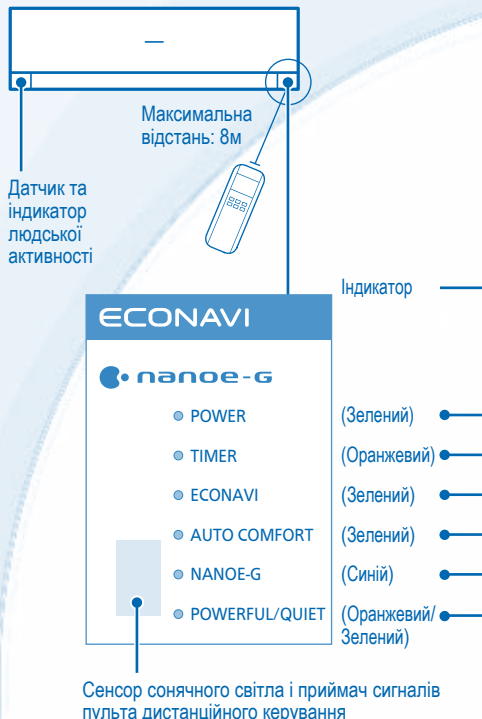 Максимальна
відстань: 8м
Датчик та
індикатор
людської
активності
Індикатор
ECONAVI
nanoe-G
POWER (Зелений)
TIMER (Оранжевий)
ECONAVI (Зелений)
AUTO COMFORT (Зелений)
NANOE-G (Синій)
POWERFUL/QUIET (Оранжевий/
Зелений)
Сенсор сонячного світла і приймач сигналів
пульта дистанційного керування